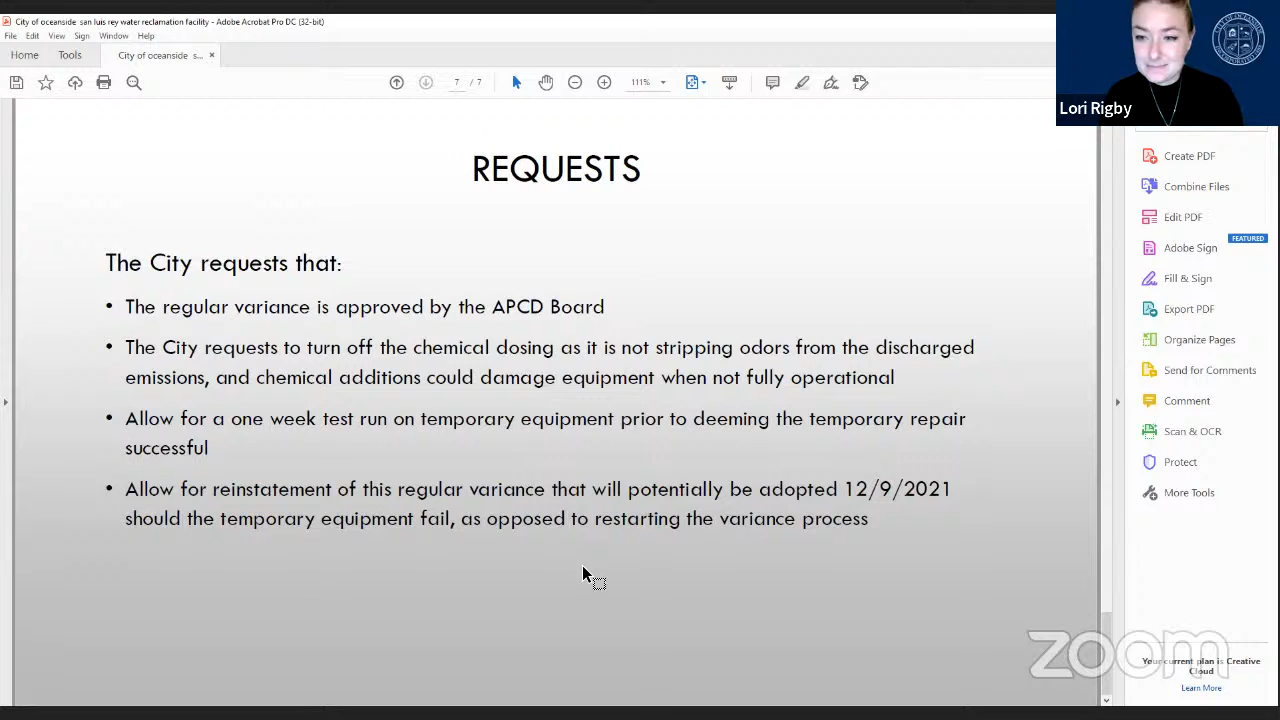 City of oceanside san luis rey water reclamation facility - Adobe Acrobat Pro DC (32-bit)
File Edit View Sign Window Help
Home Tools City of oceanside s... ×
7 / 7 111%
Lori Rigby
REQUESTS
The City requests that:
• The regular variance is approved by the APCD Board
• The City requests to turn off the chemical dosing as it is not stripping odors from the discharged
emissions, and chemical additions could damage equipment when not fully operational
• Allow for a one week test run on temporary equipment prior to deeming the temporary repair
successful
• Allow for reinstatement of this regular variance that will potentially be adopted 12/9/2021
should the temporary equipment fail, as opposed to restarting the variance process
Create PDF
Combine Files
Edit PDF
FEATURED
Adobe Sign
Fill & Sign
Export PDF
Organize Pages
Send for Comments
Comment
Scan & OCR
Protect
More Tools
zoom
Your current plan is Creative
Cloud
Learn More